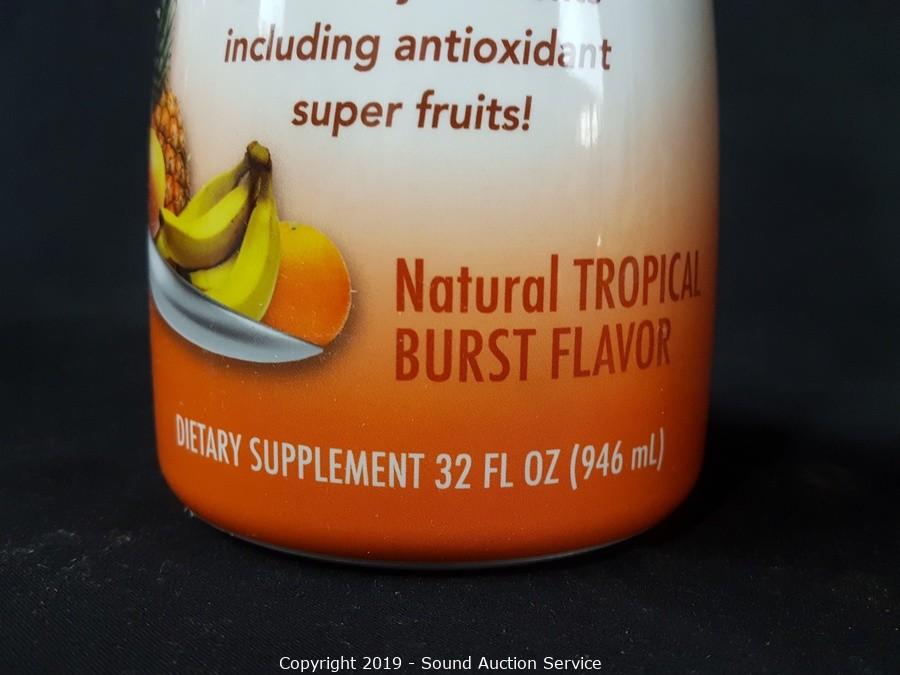 including antioxidant
super fruits!
Natural TROPICAL
BURST FLAVOR
DIETARY SUPPLEMENT 32 FL OZ (946 mL)
Copyright 2019 - Sound Auction Service